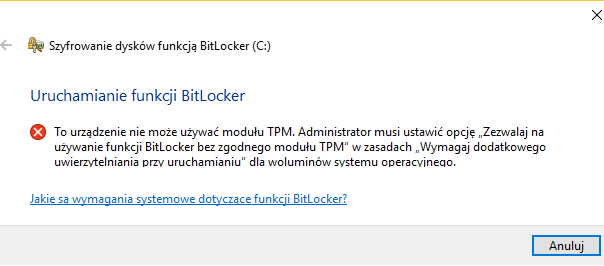 Szyfrowanie dysków funkcją BitLocker (C:)
Uruchamianie funkcji BitLocker
To urządzenie nie może używać modułu TPM. Administrator musi ustawić opcję „Zezwalaj na
używanie funkcji BitLocker bez zgodnego modułu TPM” w zasadach „Wymagaj dodatkowego
uwierzytelniania przy uruchamianiu” dla woluminów systemu operacyjnego.
Jakie są wymagania systemowe dotyczące funkcji BitLocker?
Anuluj